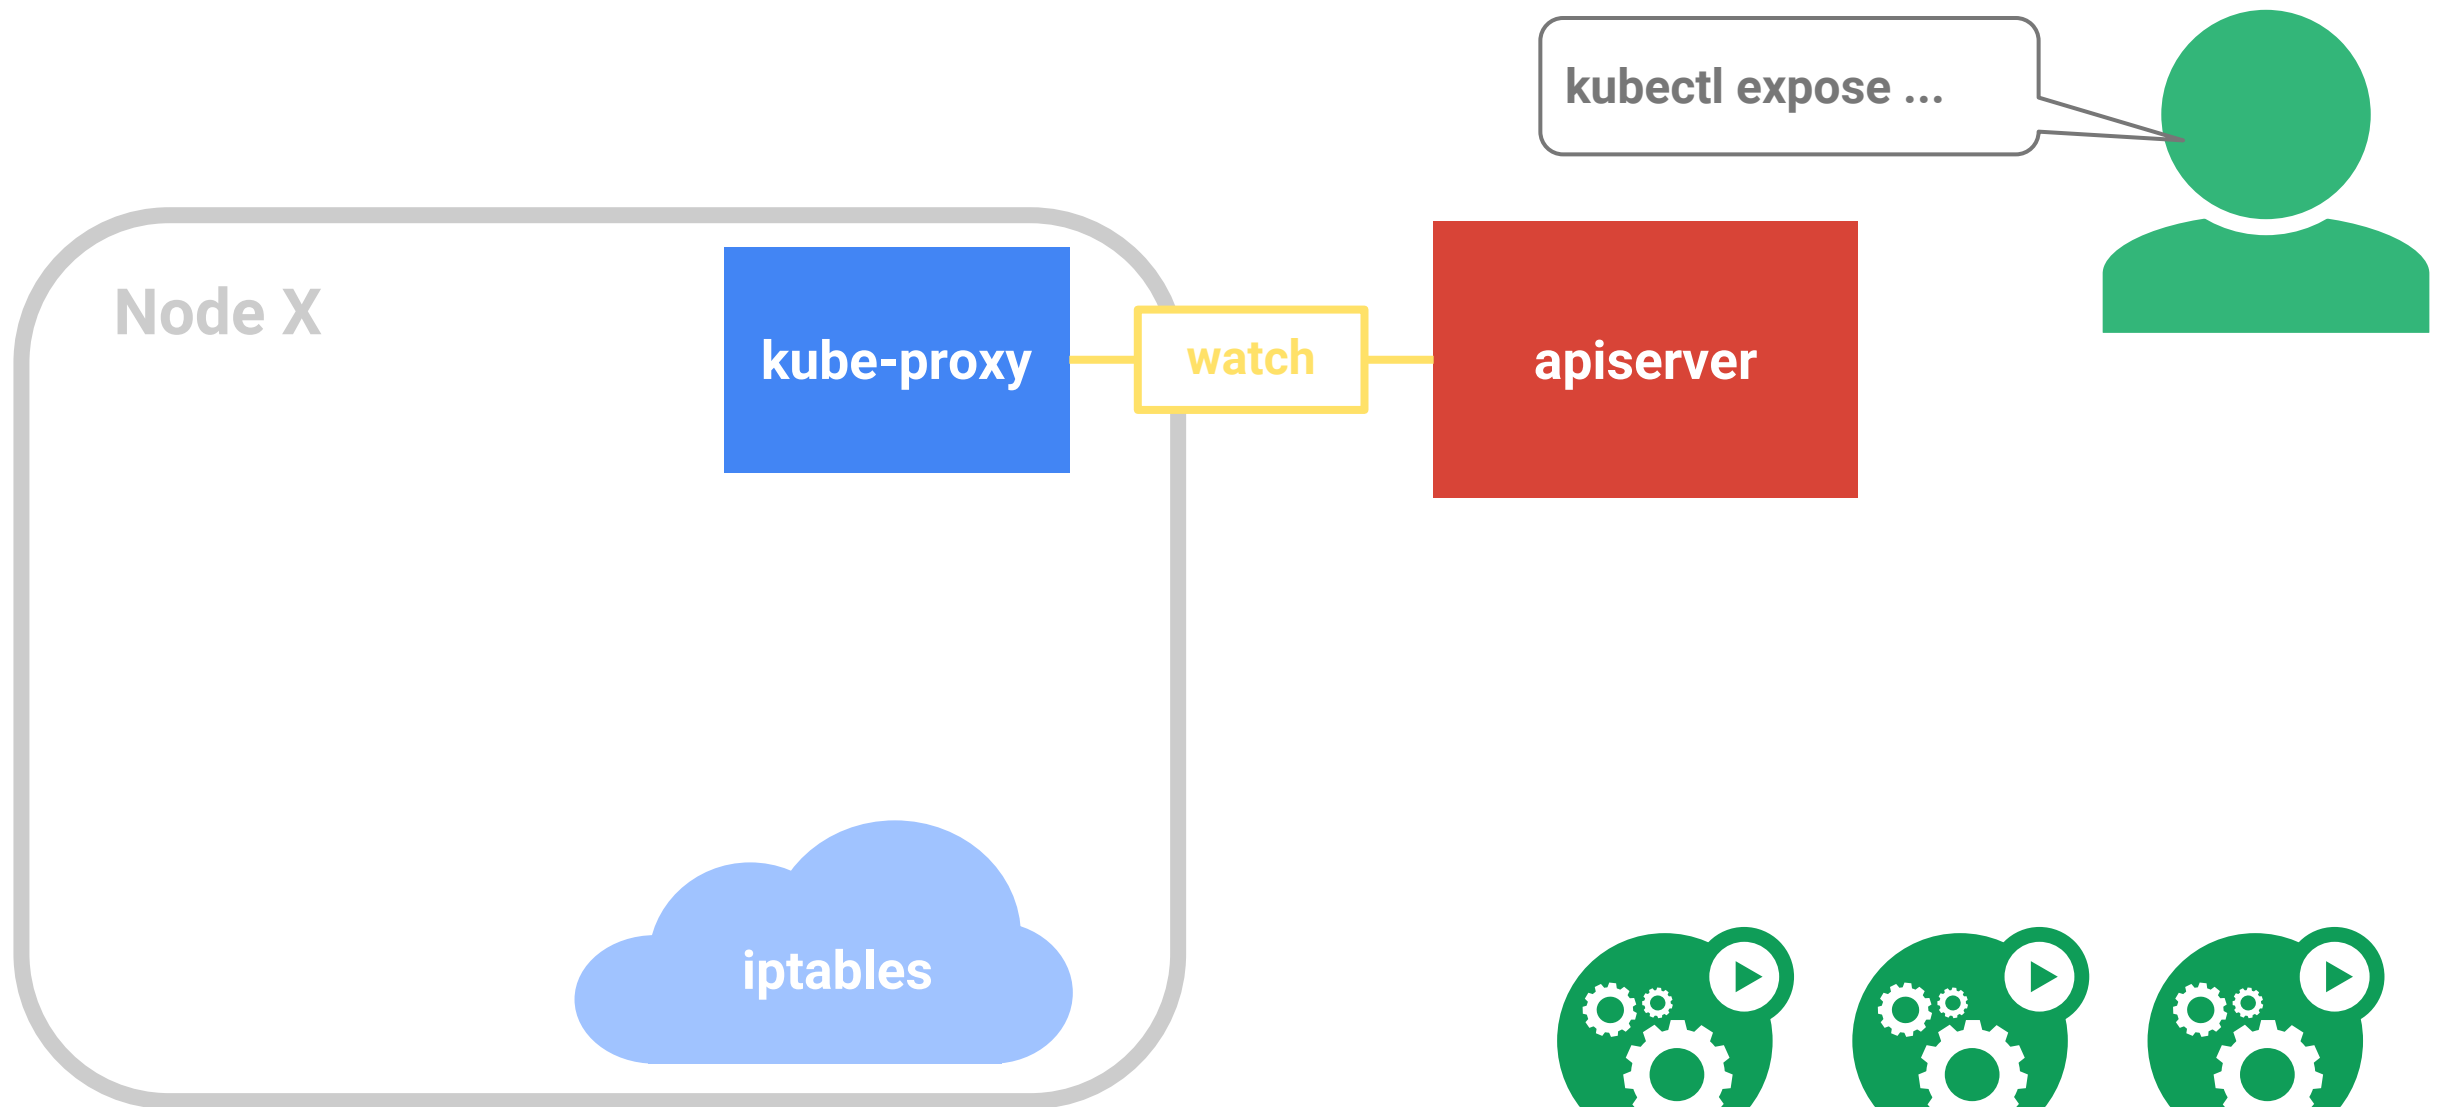 kubectl expose ...
Node X
kube-proxy
watch
apiserver
iptables